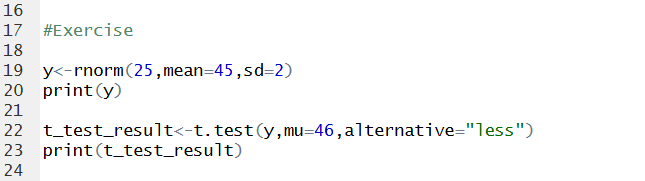 16
17 #Exercise
18
19 y<-rnorm(25,mean=45,sd=2)
20 print(y)
21
22 t_test_result<-t.test(y,mu=46,alternative="less")
23 print(t_test_result)
24